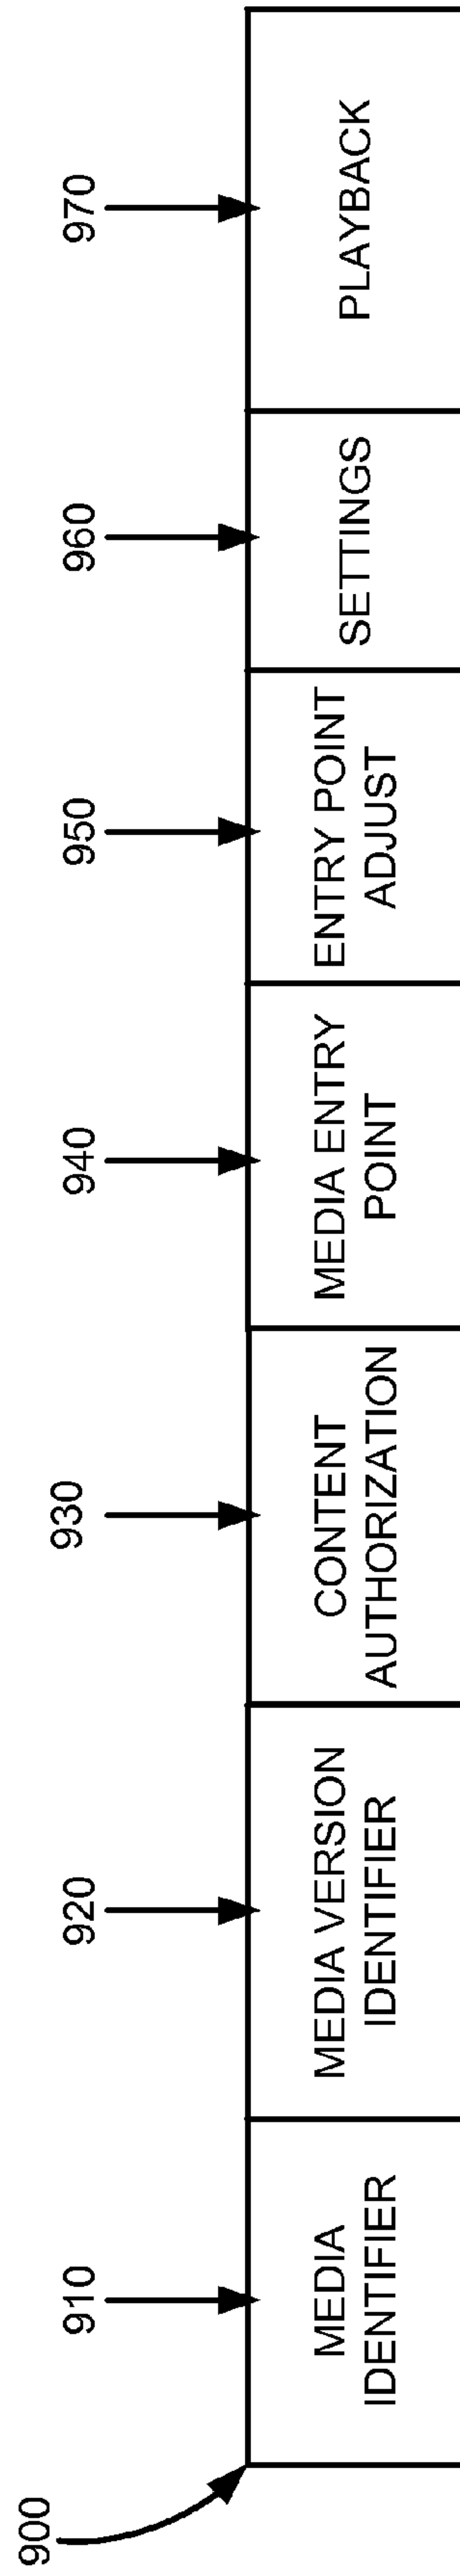 900
910
920
930
940
950
960
970
MEDIA
IDENTIFIER
MEDIA VERSION
IDENTIFIER
CONTENT
AUTHORIZATION
MEDIA ENTRY
POINT
ENTRY POINT
ADJUST
SETTINGS
PLAYBACK